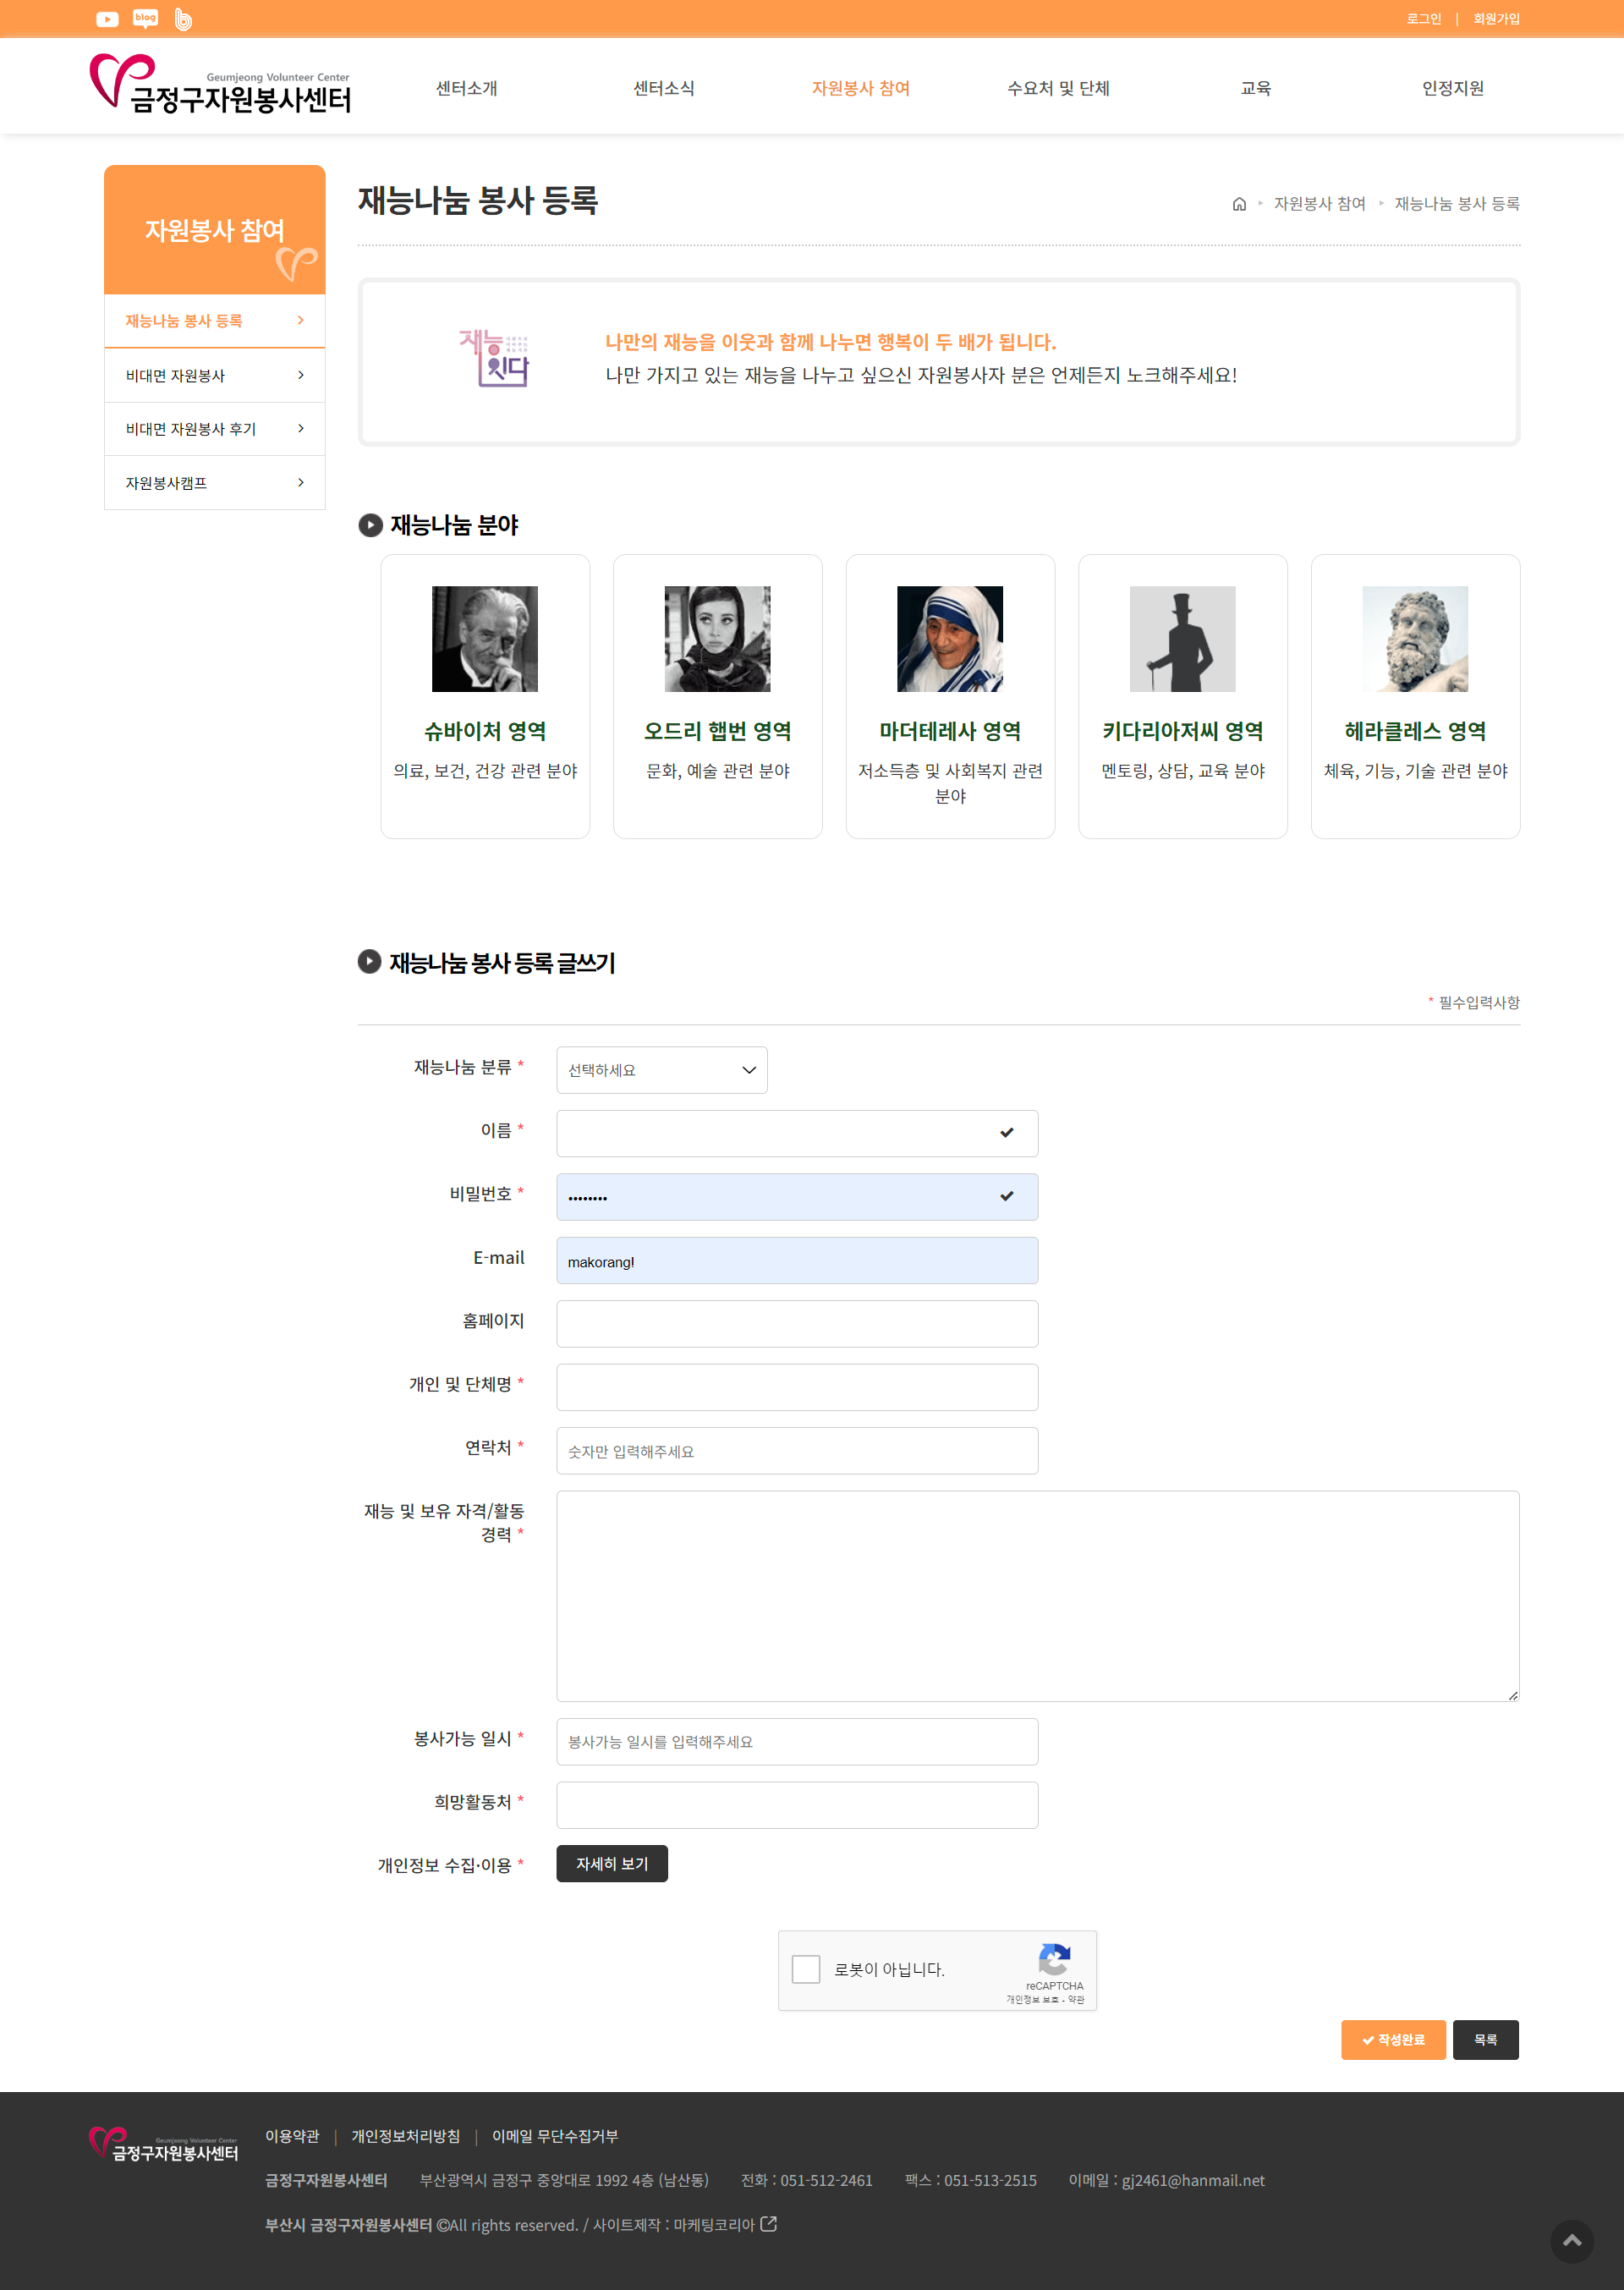 blog
로그인 | 회원가입
Geumjeong Volunteer Center
금정구자원봉사센터
센터소개
센터소식
자원봉사 참여
수요처 및 단체
교육
인정지원
자원봉사 참여
재능나눔 봉사 등록
비대면 자원봉사
비대면 자원봉사 후기
자원봉사캠프
재능나눔 봉사 등록
자원봉사 참여
재능나눔 봉사 등록
재능
잇다
나만의 재능을 이웃과 함께 나누면 행복이 두 배가 됩니다.
나만 가지고 있는 재능을 나누고 싶으신 자원봉사자 분은 언제든지 노크해주세요!
재능나눔 분야
슈바이처 영역
의료, 보건, 건강 관련 분야
오드리 햅번 영역
문화, 예술 관련 분야
마더테레사 영역
저소득층 및 사회복지 관련
분야
키다리아저씨 영역
멘토링, 상담, 교육 분야
헤라클레스 영역
체육, 기능, 기술 관련 분야
재능나눔 봉사 등록 글쓰기
* 필수입력사항
재능나눔 분류 *
선택하세요
이름 *
비밀번호 *
••••••••
E-mail
makorang!
홈페이지
개인 및 단체명 *
연락처 *
숫자만 입력해주세요
재능 및 보유 자격/활동
경력 *
봉사가능 일시 *
봉사가능 일시를 입력해주세요
희망활동처 *
개인정보 수집·이용 *
자세히 보기
로봇이 아닙니다.
reCAPTCHA
개인정보 보호 - 약관
작성완료
목록
Geumjeong Volunteer Center
금정구자원봉사센터
이용약관 | 개인정보처리방침 | 이메일 무단수집거부
금정구자원봉사센터 부산광역시 금정구 중앙대로 1992 4층 (남산동) 전화 : 051-512-2461 팩스 : 051-513-2515 이메일 : gj2461@hanmail.net
부산시 금정구자원봉사센터 ©All rights reserved. / 사이트제작 : 마케팅코리아